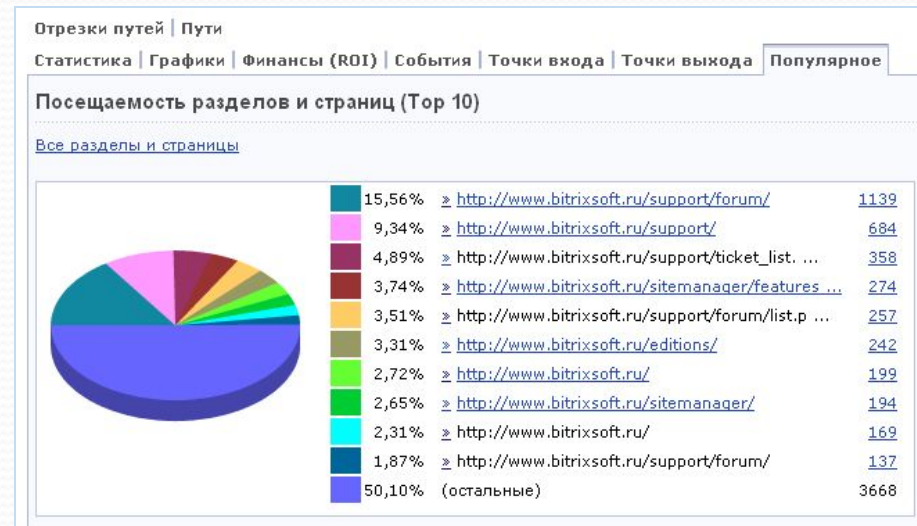 Отрезки путей | Пути
Статистика | Графики | Финансы (ROI) | События | Точки входа | Точки выхода | Популярное
Посещаемость разделов и страниц (Top 10)
Все разделы и страницы
15,56% » http://www.bitrixsoft.ru/support/forum/ 1139
9,34% » http://www.bitrixsoft.ru/support/ 684
4,89% » http://www.bitrixsoft.ru/support/ticket_list. ... 358
3,74% » http://www.bitrixsoft.ru/sitemanager/features ... 274
3,51% » http://www.bitrixsoft.ru/support/forum/list.p ... 257
3,31% » http://www.bitrixsoft.ru/editions/ 242
2,72% » http://www.bitrixsoft.ru/ 199
2,65% » http://www.bitrixsoft.ru/sitemanager/ 194
2,31% » http://www.bitrixsoft.ru/ 169
1,87% » http://www.bitrixsoft.ru/support/forum/ 137
50,10% (остальные) 3668